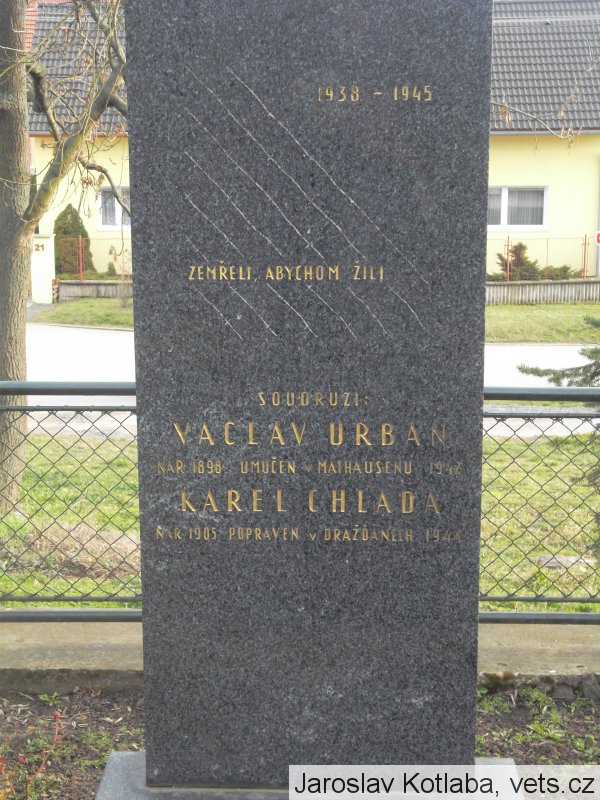 1938 - 1945
ZEMŘELI, ABYCHOM ŽILI
SOUDRUZI:
VÁCLAV URBAN
NAR. 1898 UMUČEN V MATHAUSENU 1942
KAREL CHLÁDA
NAR. 1905 POPRAVEN V DRÁŽĎANECH 1944
21
Jaroslav Kotlaba, vets.cz